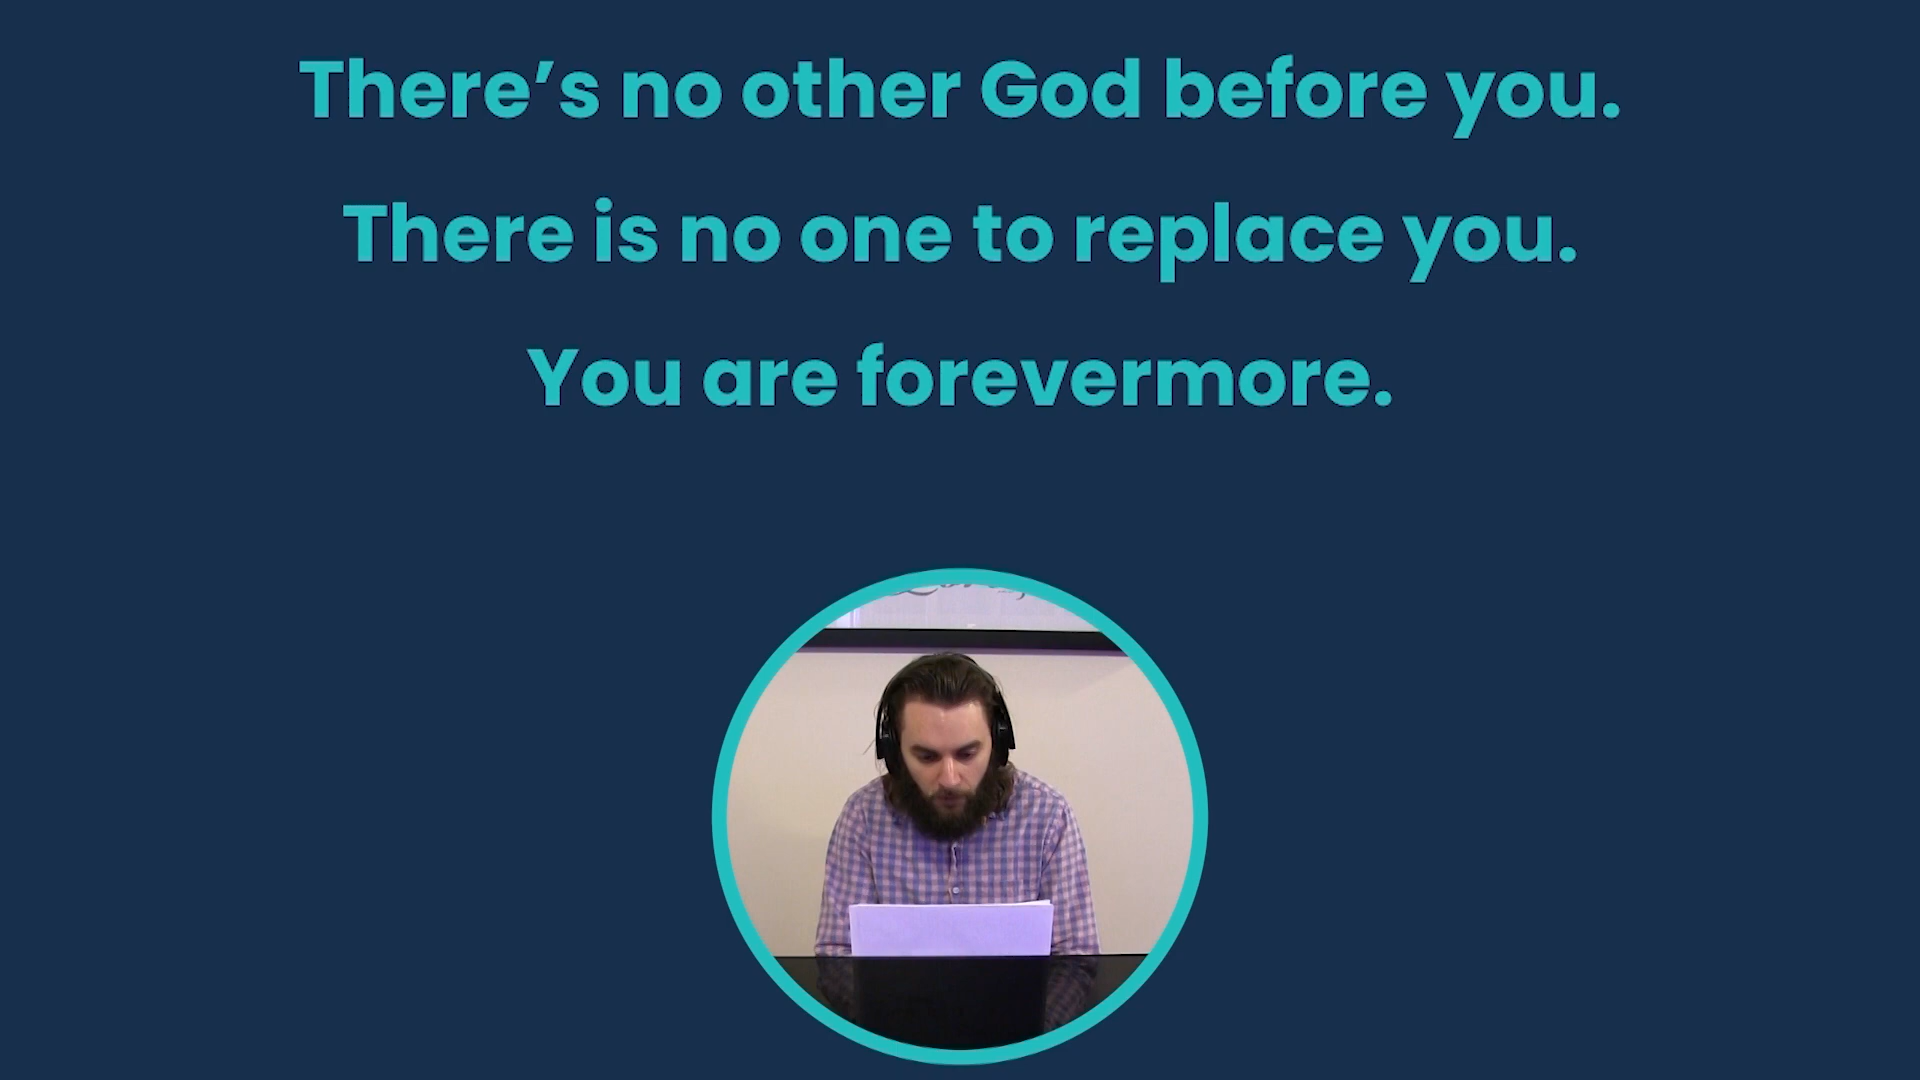 There’s no other God before you.
There is no one to replace you.
You are forevermore.